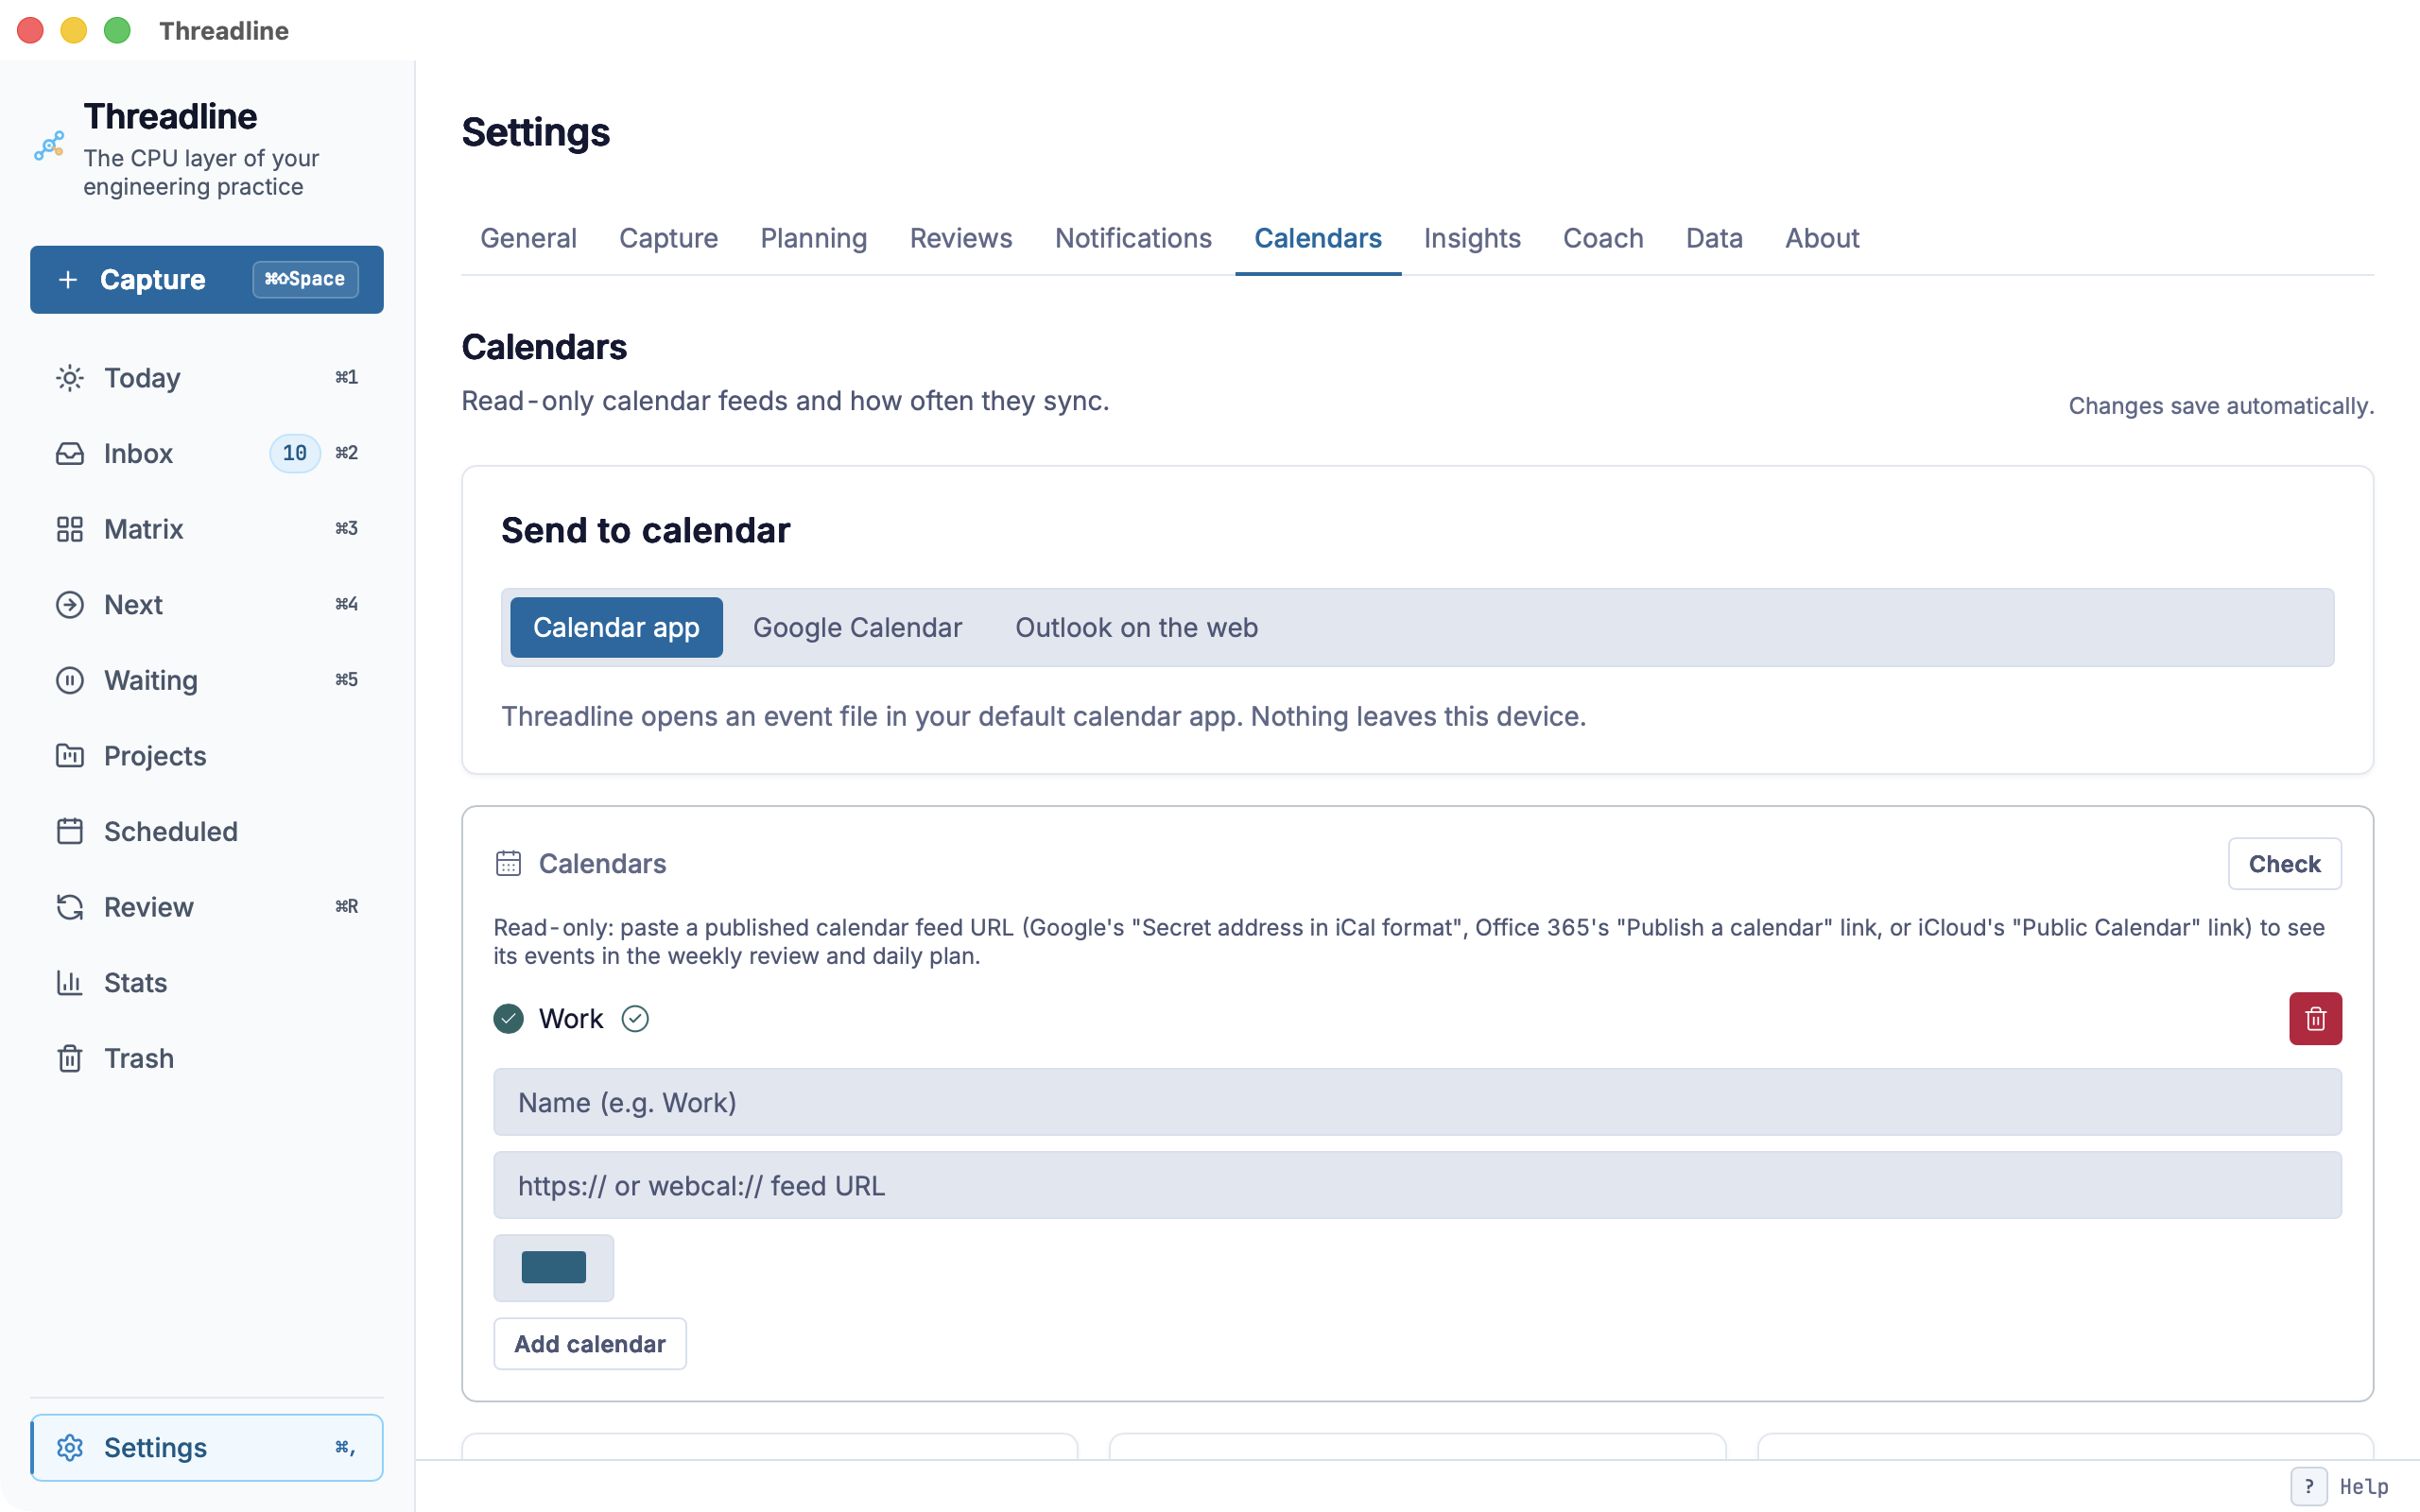 Threadline
Threadline
The CPU layer of your
engineering practice
Capture ⌘⇧Space
Today ⌘1
Inbox 10 ⌘2
Matrix ⌘3
Next ⌘4
Waiting ⌘5
Projects
Scheduled
Review ⌘R
Stats
Trash
Settings ⌘,
Settings
General Capture Planning Reviews Notifications Calendars Insights Coach Data About
Calendars
Read-only calendar feeds and how often they sync.
Changes save automatically.
Send to calendar
Calendar app Google Calendar Outlook on the web
Threadline opens an event file in your default calendar app. Nothing leaves this device.
Calendars
Check
Read-only: paste a published calendar feed URL (Google's "Secret address in iCal format", Office 365's "Publish a calendar" link, or iCloud's "Public Calendar" link) to see
its events in the weekly review and daily plan.
Work
Name (e.g. Work)
https:// or webcal:// feed URL
Add calendar
? Help